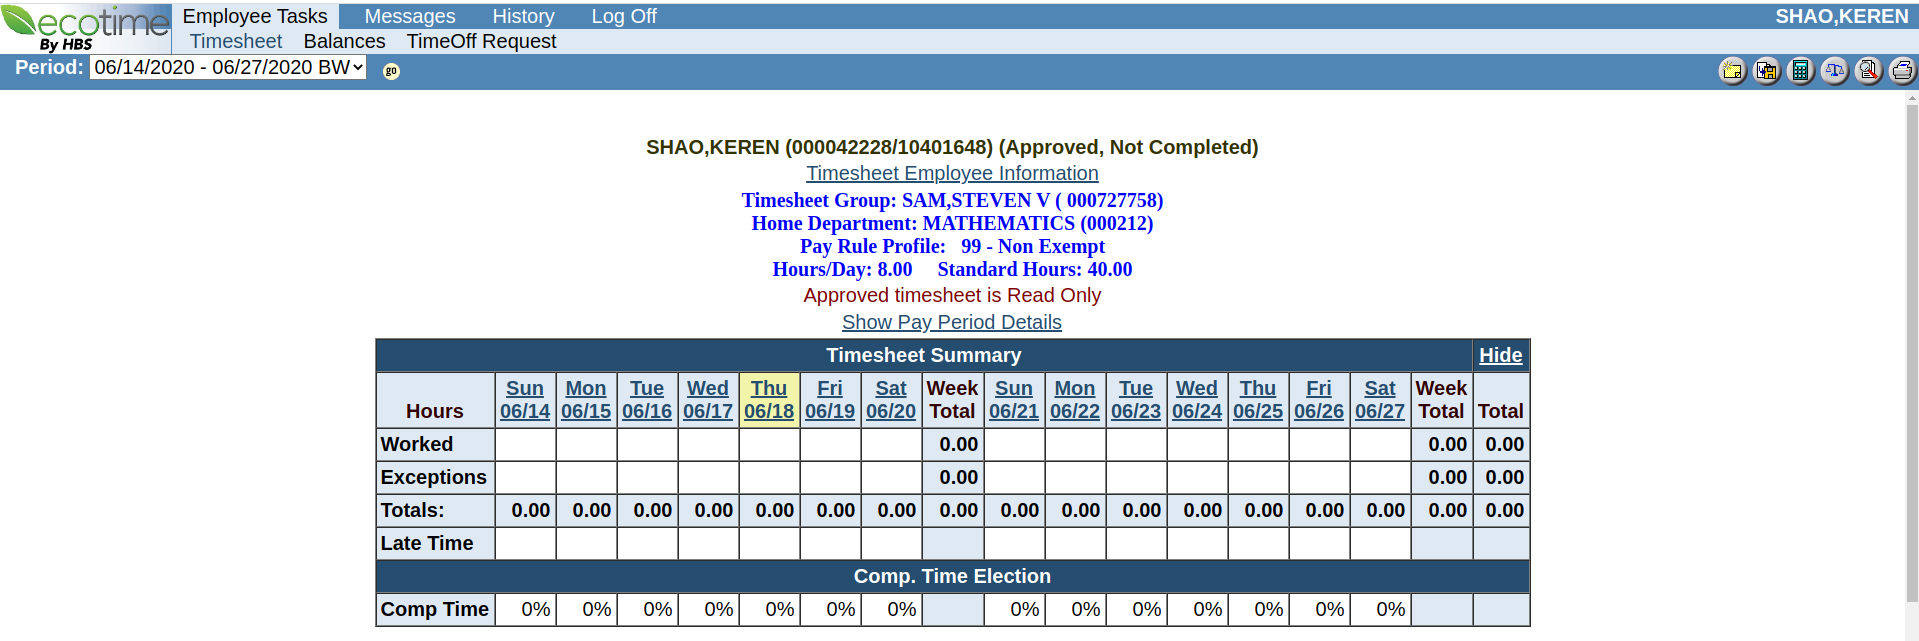 ecotime
By HBS
Employee Tasks Messages History Log Off SHAO,KEREN
Timesheet Balances TimeOff Request
Period: 06/14/2020 - 06/27/2020 BW go
SHAO,KEREN (000042228/10401648) (Approved, Not Completed)
Timesheet Employee Information
Timesheet Group: SAM,STEVEN V ( 000727758)
Home Department: MATHEMATICS (000212)
Pay Rule Profile: 99 - Non Exempt
Hours/Day: 8.00 Standard Hours: 40.00
Approved timesheet is Read Only
Show Pay Period Details
Timesheet Summary Hide
Sun Mon Tue Wed Thu Fri Sat Week Sun Mon Tue Wed Thu Fri Sat Week
Hours 06/14 06/15 06/16 06/17 06/18 06/19 06/20 Total 06/21 06/22 06/23 06/24 06/25 06/26 06/27 Total Total
Worked 0.00 0.00 0.00
Exceptions 0.00 0.00 0.00
Totals: 0.00 0.00 0.00 0.00 0.00 0.00 0.00 0.00 0.00 0.00 0.00 0.00 0.00 0.00 0.00 0.00 0.00
Late Time
Comp. Time Election
Comp Time 0% 0% 0% 0% 0% 0% 0% 0% 0% 0% 0% 0% 0% 0%